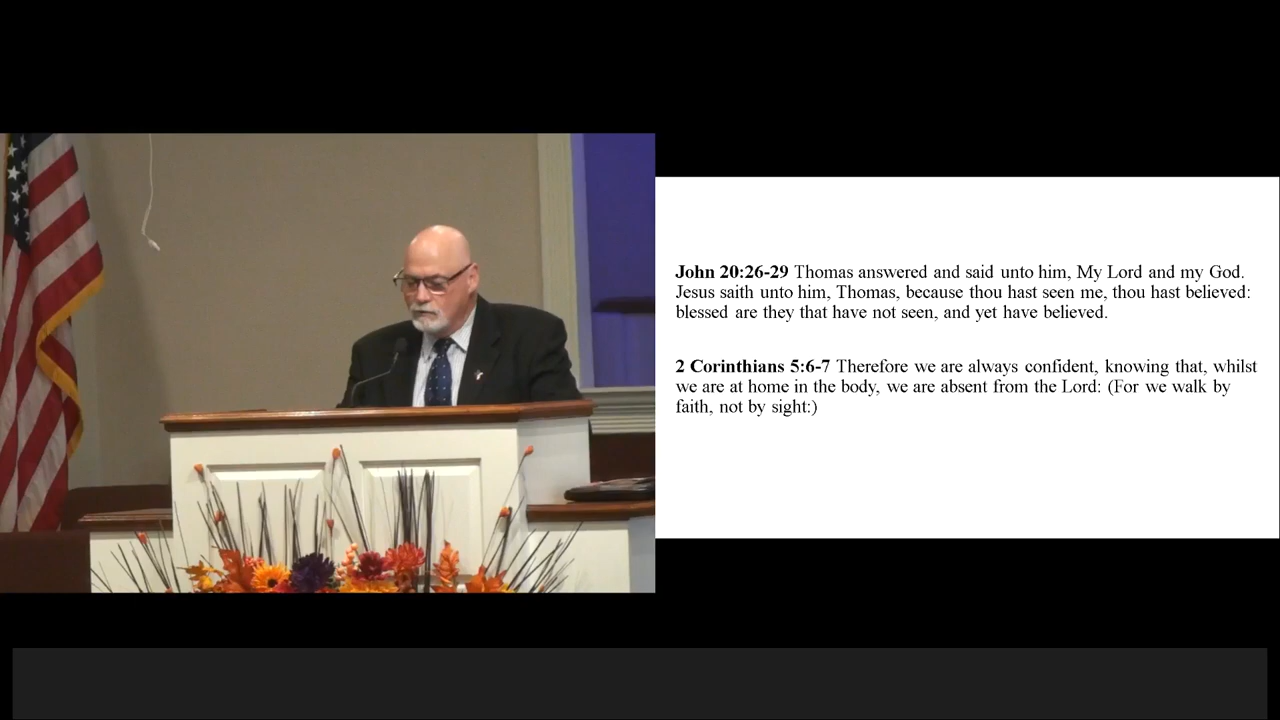 John 20:26-29 Thomas answered and said unto him, My Lord and my God.
Jesus saith unto him, Thomas, because thou hast seen me, thou hast believed:
blessed are they that have not seen, and yet have believed.
2 Corinthians 5:6-7 Therefore we are always confident, knowing that, whilst
we are at home in the body, we are absent from the Lord: (For we walk by
faith, not by sight:)